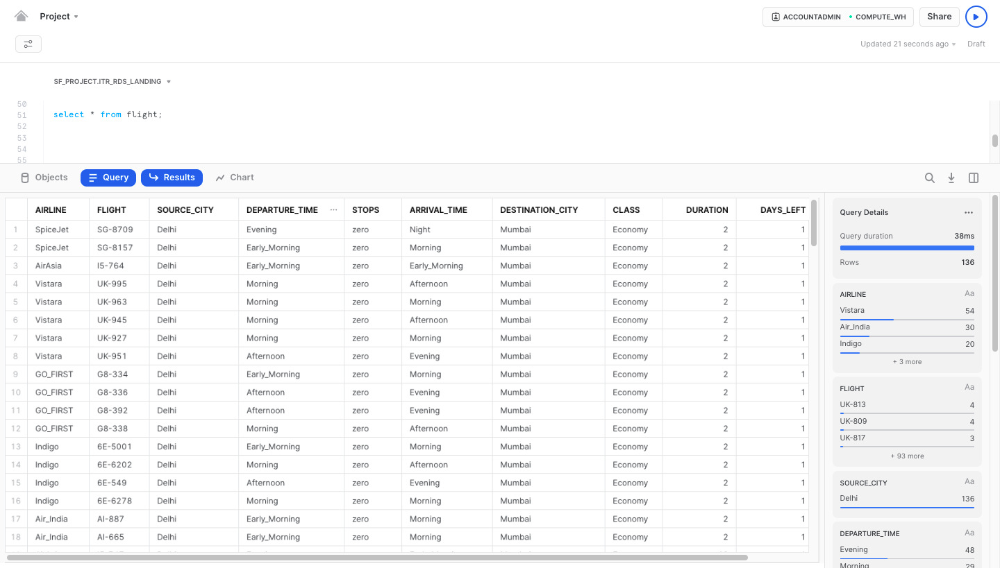 Project
ACCOUNTADMIN COMPUTE_WH Share
Updated 21 seconds ago Draft
SF_PROJECT.ITR_RDS_LANDING
50
51 select * from flight;
52
53
54
55
Objects Query Results Chart
AIRLINE FLIGHT SOURCE_CITY DEPARTURE_TIME ... STOPS ARRIVAL_TIME DESTINATION_CITY CLASS DURATION DAYS_LEFT
1 SpiceJet SG-8709 Delhi Evening zero Night Mumbai Economy 2 1
2 SpiceJet SG-8157 Delhi Early_Morning zero Morning Mumbai Economy 2 1
3 AirAsia I5-764 Delhi Early_Morning zero Early_Morning Mumbai Economy 2 1
4 Vistara UK-995 Delhi Morning zero Afternoon Mumbai Economy 2 1
5 Vistara UK-963 Delhi Morning zero Morning Mumbai Economy 2 1
6 Vistara UK-945 Delhi Morning zero Afternoon Mumbai Economy 2 1
7 Vistara UK-927 Delhi Morning zero Morning Mumbai Economy 2 1
8 Vistara UK-951 Delhi Afternoon zero Evening Mumbai Economy 2 1
9 GO_FIRST G8-334 Delhi Early_Morning zero Morning Mumbai Economy 2 1
10 GO_FIRST G8-336 Delhi Afternoon zero Evening Mumbai Economy 2 1
11 GO_FIRST G8-392 Delhi Afternoon zero Evening Mumbai Economy 2 1
12 GO_FIRST G8-338 Delhi Morning zero Afternoon Mumbai Economy 2 1
13 Indigo 6E-5001 Delhi Early_Morning zero Morning Mumbai Economy 2 1
14 Indigo 6E-6202 Delhi Morning zero Afternoon Mumbai Economy 2 1
15 Indigo 6E-549 Delhi Afternoon zero Evening Mumbai Economy 2 1
16 Indigo 6E-6278 Delhi Morning zero Morning Mumbai Economy 2 1
17 Air_India AI-887 Delhi Early_Morning zero Morning Mumbai Economy 2 1
18 Air_India AI-665 Delhi Early_Morning zero Morning Mumbai Economy 2 1
Query Details ...
Query duration 38ms
Rows 136
AIRLINE Aa
Vistara 54
Air_India 30
Indigo 20
+ 3 more
FLIGHT Aa
UK-813 4
UK-809 4
UK-817 3
+ 93 more
SOURCE_CITY Aa
Delhi 136
DEPARTURE_TIME Aa
Evening 48
Morning 29